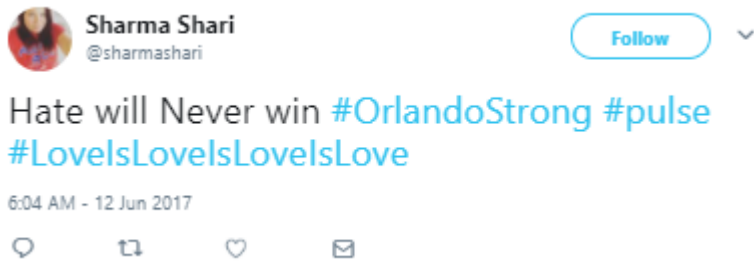 Sharma Shari
@sharmashari
Follow
Hate will Never win #OrlandoStrong #pulse
#LoveIsLoveIsLoveIsLove
6:04 AM - 12 Jun 2017